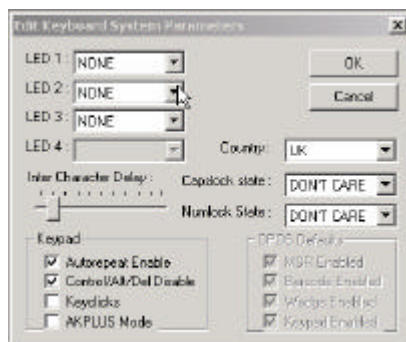 Edit Keyboard System Parameters
LED 1 : NONE
OK
LED 2 : NONE
Cancel
LED 3 : NONE
LED 4 :
Country: UK
Inter Character Delay :
Capslock state : DON'T CARE
Numlock State : DON'T CARE
Keypad
Autorepeat Enable
Control/Alt/Del Disable
Keyclicks
AKPLUS Mode
OPOS Defaults
MSR Enabled
Barcode Enabled
Wedge Enabled
Keypad Enabled